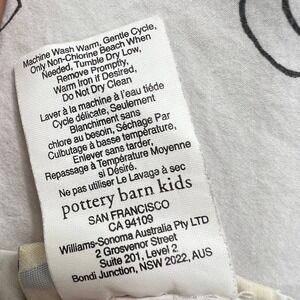 Machine Wash Warm, Gentle Cycle,
Only Non-Chlorine Bleach When
Needed, Tumble Dry Low,
Remove Promptly,
Warm Iron if Desired,
Do Not Dry Clean
Laver à la machine à l'eau tiède
Cycle délicate, Seulement
Blanchiment sans
chlore au besoin, Séchage Par
Culbutage à basse température,
Enlever sans tarder,
Repassage à Température Moyenne
si Désiré.
Ne pas utiliser Le Lavage à sec
pottery barn kids
SAN FRANCISCO
CA 94109
Williams-Sonoma Australia Pty LTD
2 Grosvenor Street
Suite 201, Level 2
Bondi Junction, NSW 2022, AUS